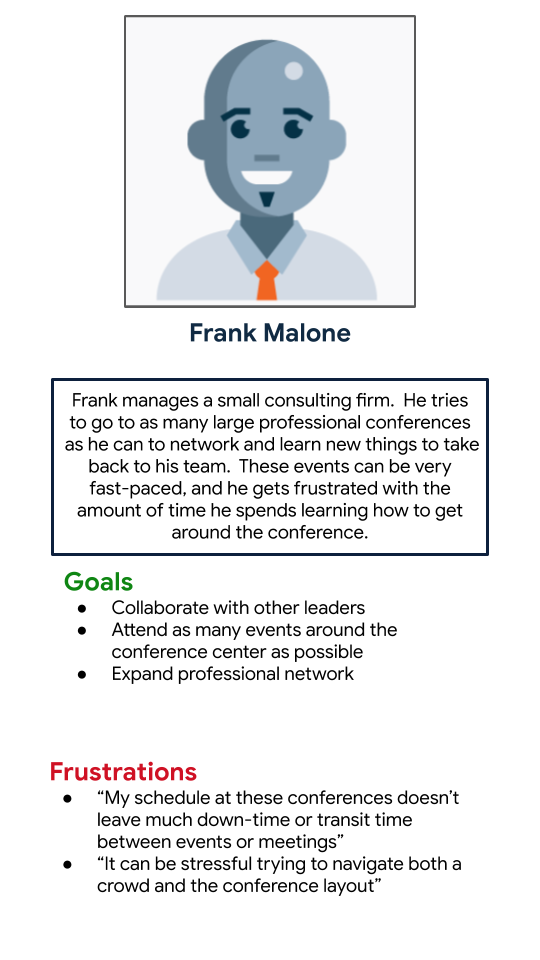 Frank Malone
Frank manages a small consulting firm.  He tries
to go to as many large professional conferences
as he can to network and learn new things to take
back to his team.  These events can be very
fast-paced, and he gets frustrated with the
amount of time he spends learning how to get
around the conference.
Goals
● Collaborate with other leaders
● Attend as many events around the
conference center as possible
● Expand professional network
Frustrations
● “My schedule at these conferences doesn’t
leave much down-time or transit time
between events or meetings”
● “It can be stressful trying to navigate both a
crowd and the conference layout”